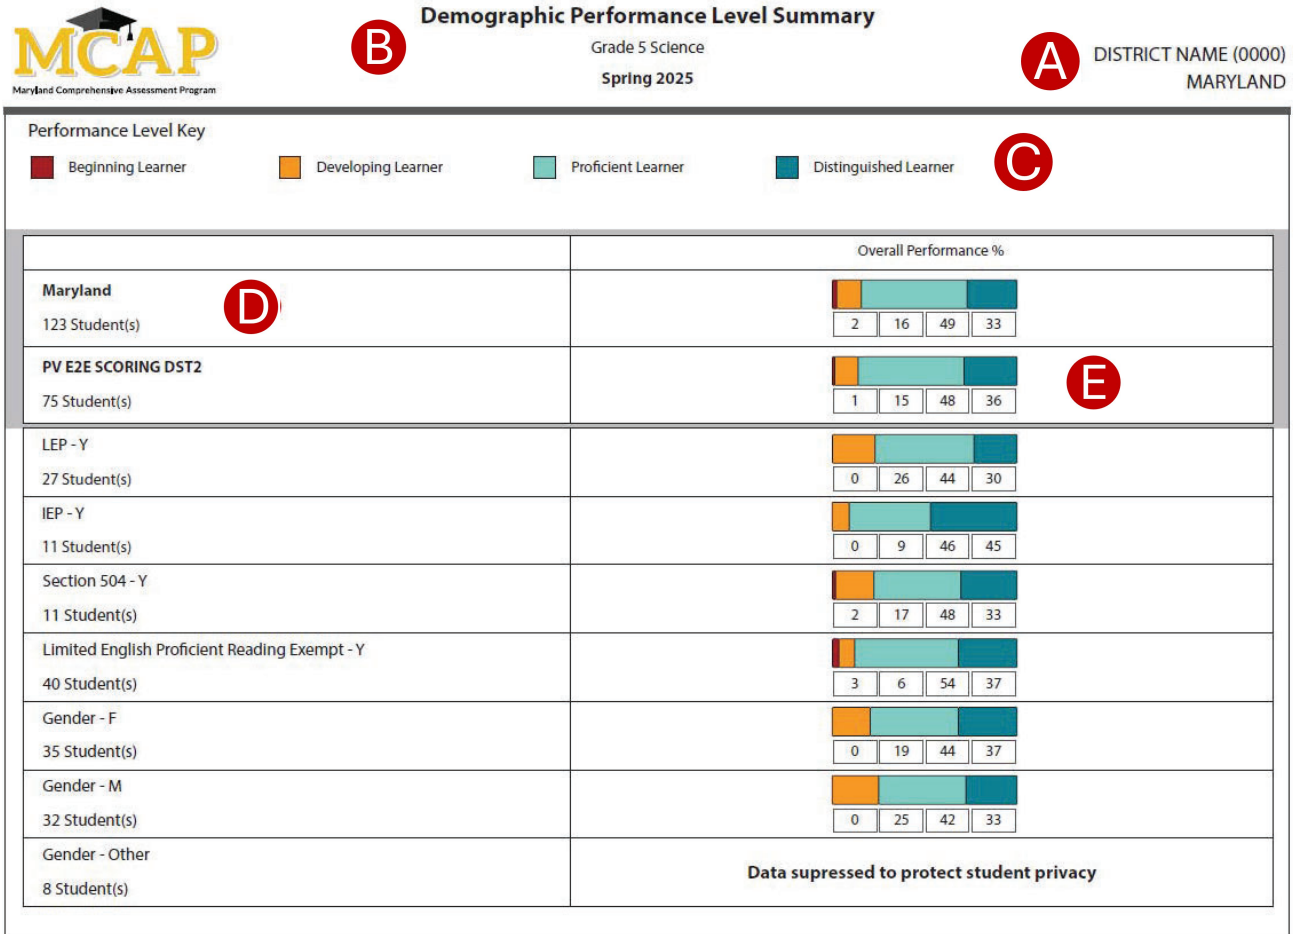 MCAP
Maryland Comprehensive Assessment Program
Demographic Performance Level Summary
Grade 5 Science
Spring 2025
B
A
DISTRICT NAME (0000)
MARYLAND
Performance Level Key
Beginning Learner
Developing Learner
Proficient Learner
Distinguished Learner
C
Overall Performance %
Maryland
123 Student(s)
D
2 16 49 33
PV E2E SCORING DST2
75 Student(s)
1 15 48 36
E
LEP - Y
27 Student(s)
0 26 44 30
IEP - Y
11 Student(s)
0 9 46 45
Section 504 - Y
11 Student(s)
2 17 48 33
Limited English Proficient Reading Exempt - Y
40 Student(s)
3 6 54 37
Gender - F
35 Student(s)
0 19 44 37
Gender - M
32 Student(s)
0 25 42 33
Gender - Other
8 Student(s)
Data supressed to protect student privacy